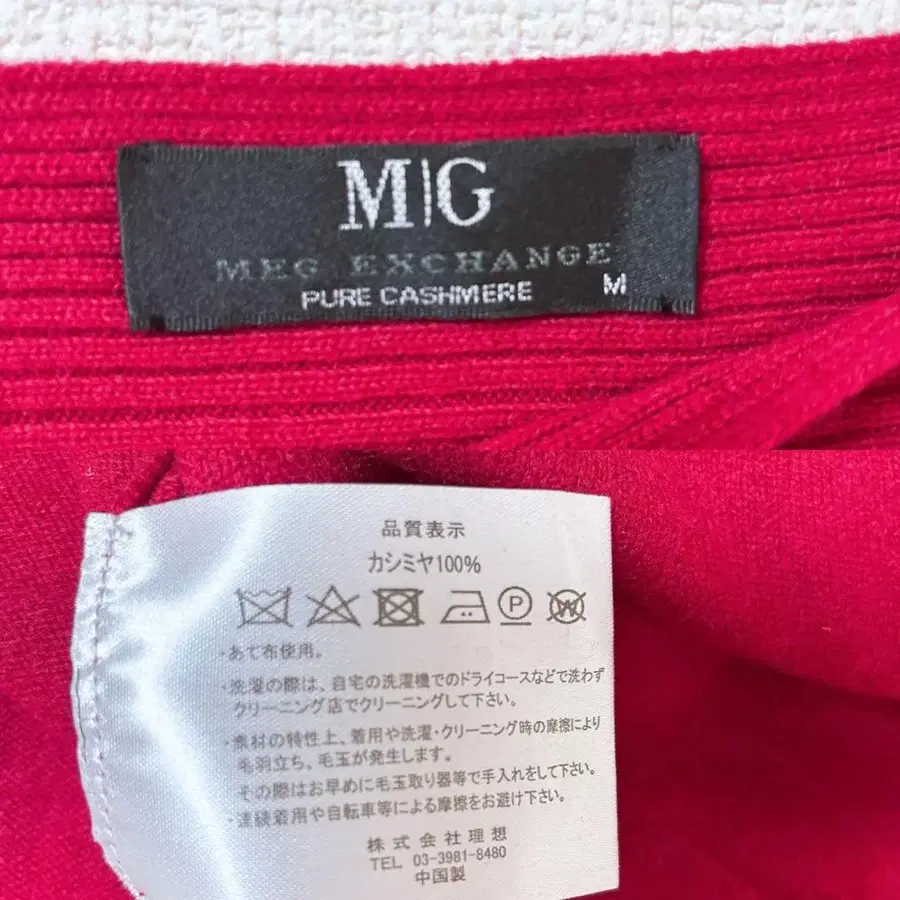 M|G
MEG EXCHANGE
PURE CASHMERE M
品質表示
カシミヤ100%
P W
・あて布使用。
・洗濯の際は、自宅の洗濯機でのドライコースなどで洗わず
クリーニング店でクリーニングして下さい。
・素材の特性上、着用や洗濯・クリーニング時の摩擦により
毛羽立ち、毛玉が発生します。
その際はお早めに毛玉取り器等で手入れをして下さい。
・連続着用や自転車等による摩擦をお避け下さい。
株式会社理想
TEL 03-3981-8480
中国製